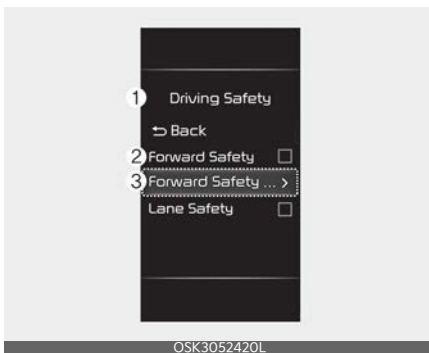 1 Driving Safety
Back
2 Forward Safety
3 Forward Safety ... >
Lane Safety
OSK3052420L